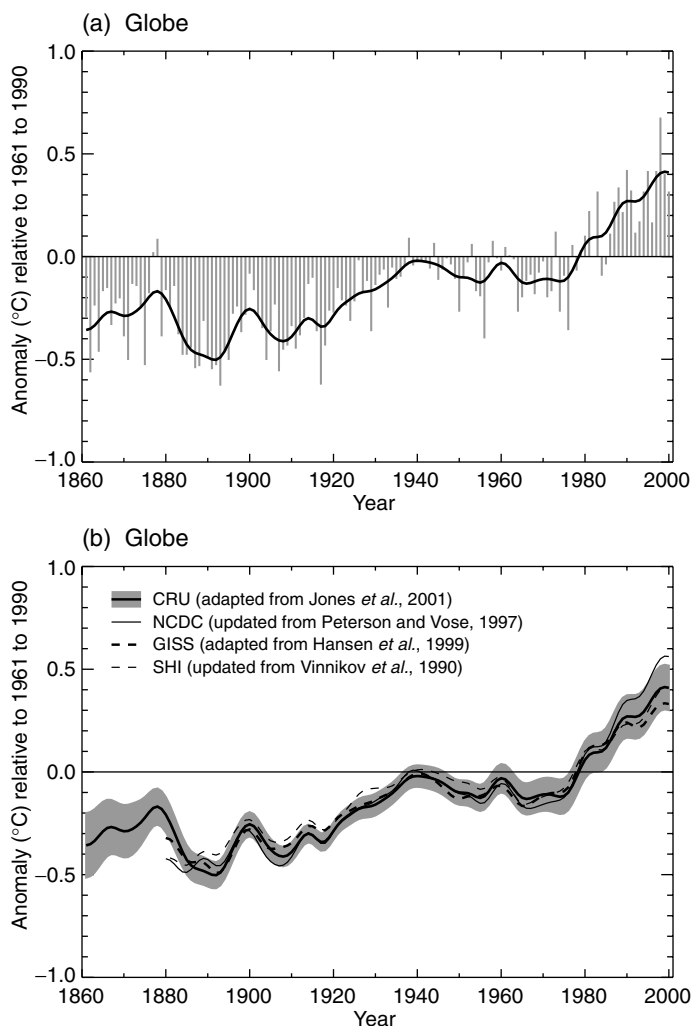 (a) Globe
1.0
0.5
0.0
−0.5
−1.0
Anomaly (°C) relative to 1961 to 1990
1860 1880 1900 1920 1940 1960 1980 2000
Year
(b) Globe
1.0
0.5
0.0
−0.5
−1.0
Anomaly (°C) relative to 1961 to 1990
CRU (adapted from Jones et al., 2001)
NCDC (updated from Peterson and Vose, 1997)
GISS (adapted from Hansen et al., 1999)
SHI (updated from Vinnikov et al., 1990)
1860 1880 1900 1920 1940 1960 1980 2000
Year